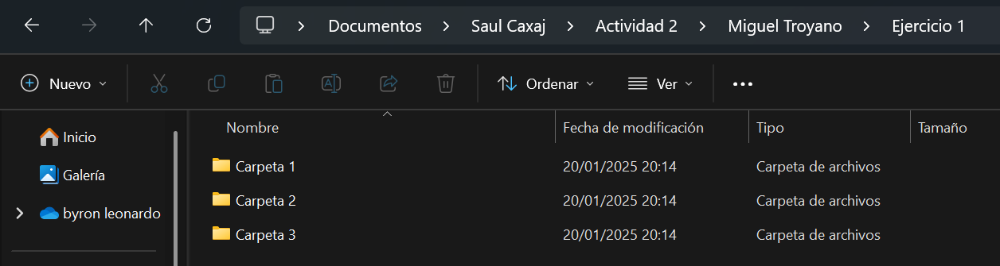 Documentos > Saul Caxaj > Actividad 2 > Miguel Troyano > Ejercicio 1
Nuevo Ordenar Ver ...
Nombre Fecha de modificación Tipo Tamaño
Inicio
Galería
byron leonardo
Carpeta 1 20/01/2025 20:14 Carpeta de archivos
Carpeta 2 20/01/2025 20:14 Carpeta de archivos
Carpeta 3 20/01/2025 20:14 Carpeta de archivos